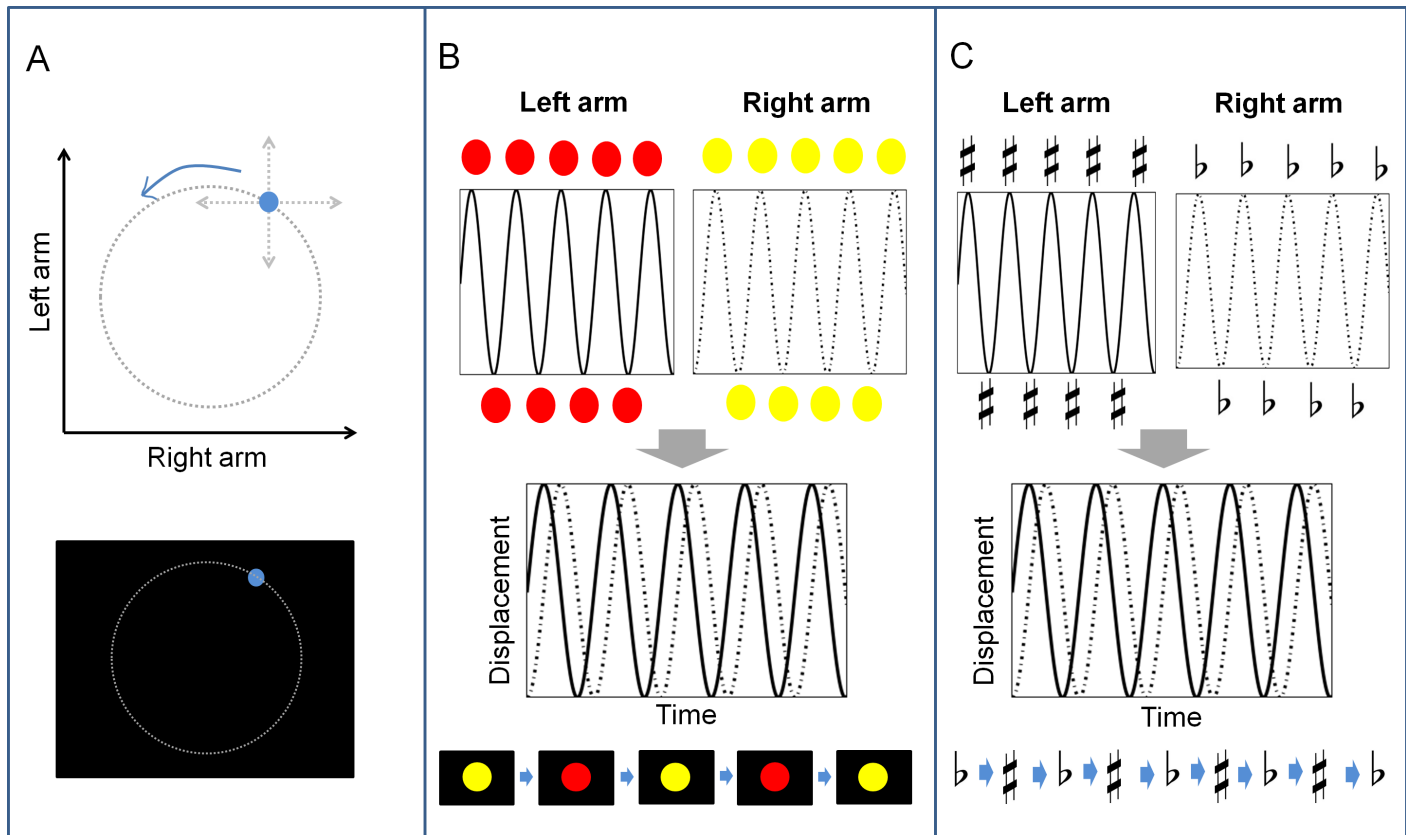 A
Left arm
Right arm
B
Left arm
Right arm
Displacement
Time
C
Left arm
Right arm
♯ ♯ ♯ ♯ ♯
♭ ♭ ♭ ♭ ♭
♯ ♯ ♯ ♯
♭ ♭ ♭ ♭
Displacement
Time
♭ ♯ ♭ ♯ ♭ ♯ ♭ ♯ ♭